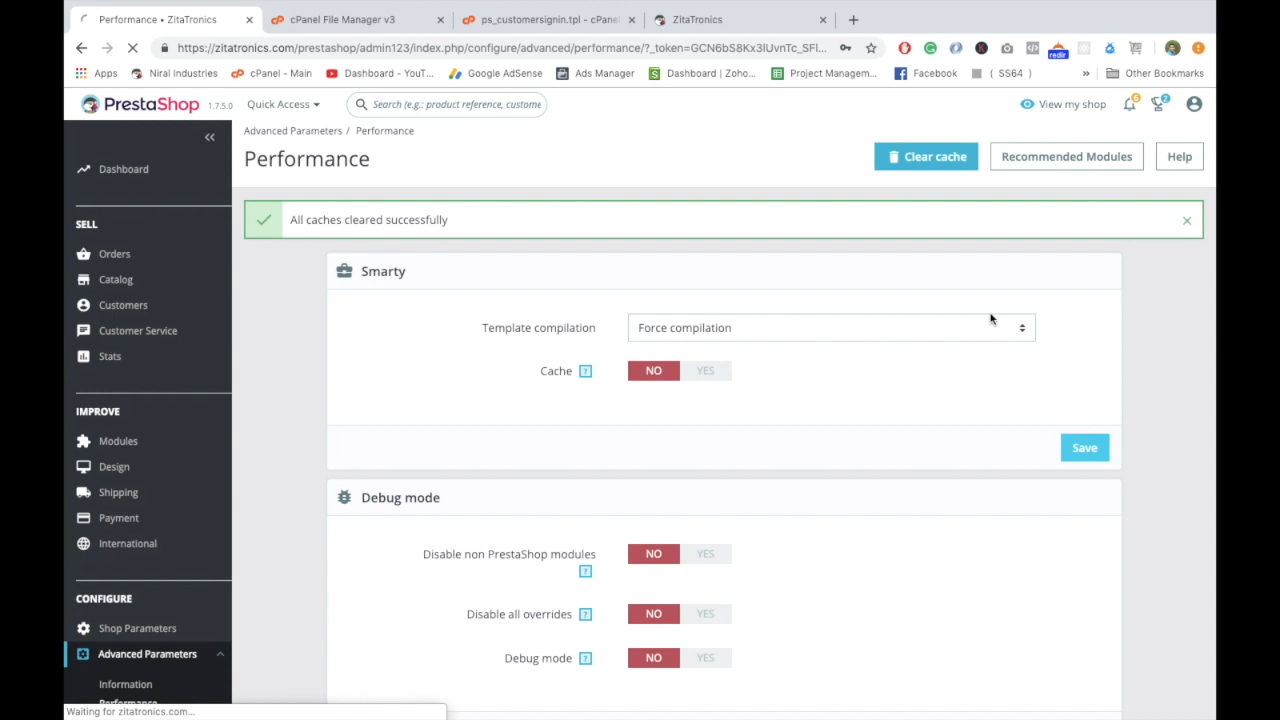 Performance • ZitaTronics
cPanel File Manager v3
ps_customersignin.tpl - cPanel
ZitaTronics
https://zitatronics.com/prestashop/admin123/index.php/configure/advanced/performance/?_token=GCN6bS8Kx3IUvnTc_SFl...
redir
Apps
Niral Industries
cPanel - Main
Dashboard - YouT...
Google AdSense
Ads Manager
Dashboard | Zoho...
Project Managem...
Facebook
( SS64 )
»
Other Bookmarks
PrestaShop 1.7.5.0
Quick Access
Search (e.g.: product reference, custome
View my shop
6
2
Advanced Parameters / Performance
Performance
Clear cache
Recommended Modules
Help
Dashboard
SELL
Orders
Catalog
Customers
Customer Service
Stats
IMPROVE
Modules
Design
Shipping
Payment
International
CONFIGURE
Shop Parameters
Advanced Parameters
Information
Performance
Waiting for zitatronics.com...
All caches cleared successfully
Smarty
Template compilation
Force compilation
Cache ? NO YES
Save
Debug mode
Disable non PrestaShop modules NO YES
?
Disable all overrides ? NO YES
Debug mode ? NO YES